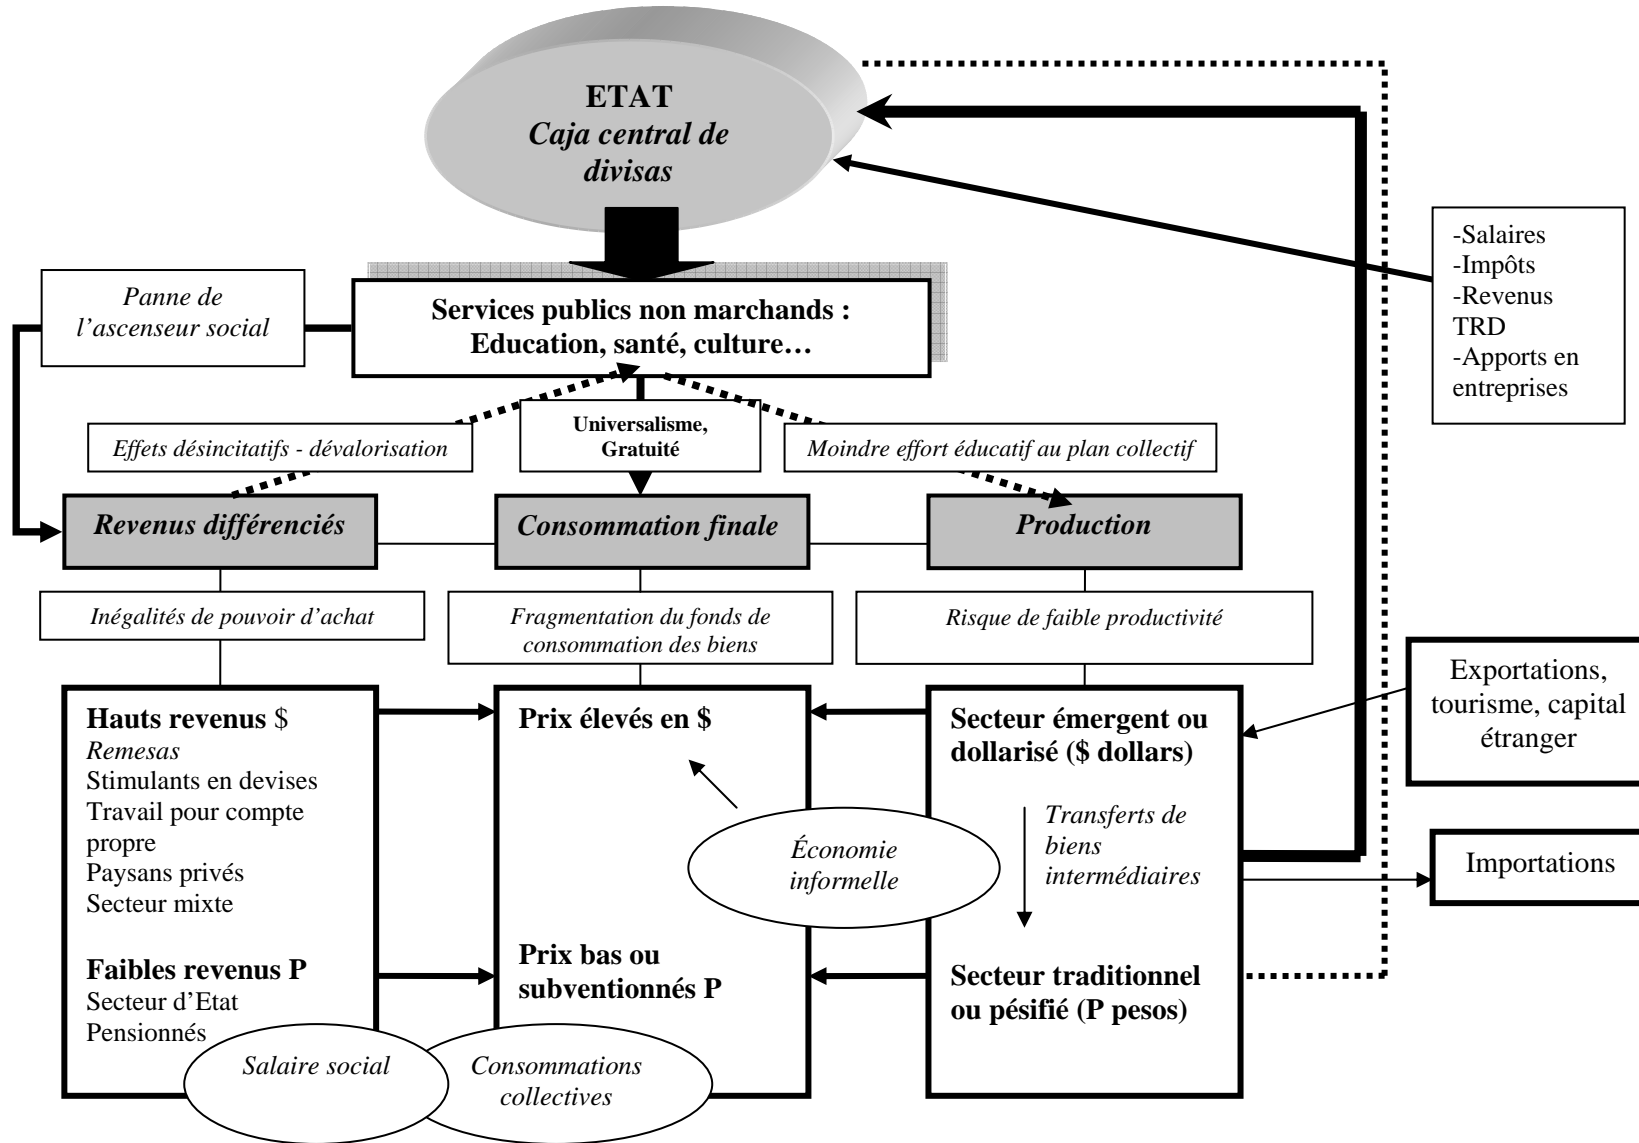 ETAT
Caja central de
divisas
-Salaires
-Impôts
-Revenus
TRD
-Apports en
entreprises
Panne de
l’ascenseur social
Services publics non marchands :
Education, santé, culture…
Effets désincitatifs - dévalorisation
Universalisme,
Gratuité
Moindre effort éducatif au plan collectif
Revenus différenciés
Consommation finale
Production
Inégalités de pouvoir d’achat
Fragmentation du fonds de
consommation des biens
Risque de faible productivité
Exportations,
tourisme, capital
étranger
Hauts revenus $
Remesas
Stimulants en devises
Travail pour compte
propre
Paysans privés
Secteur mixte
Faibles revenus P
Secteur d’Etat
Pensionnés
Prix élevés en $
Prix bas ou
subventionnés P
Secteur émergent ou
dollarisé ($ dollars)
Transferts de
biens
intermédiaires
Économie
informelle
Importations
Secteur traditionnel
ou pésifié (P pesos)
Salaire social
Consommations
collectives